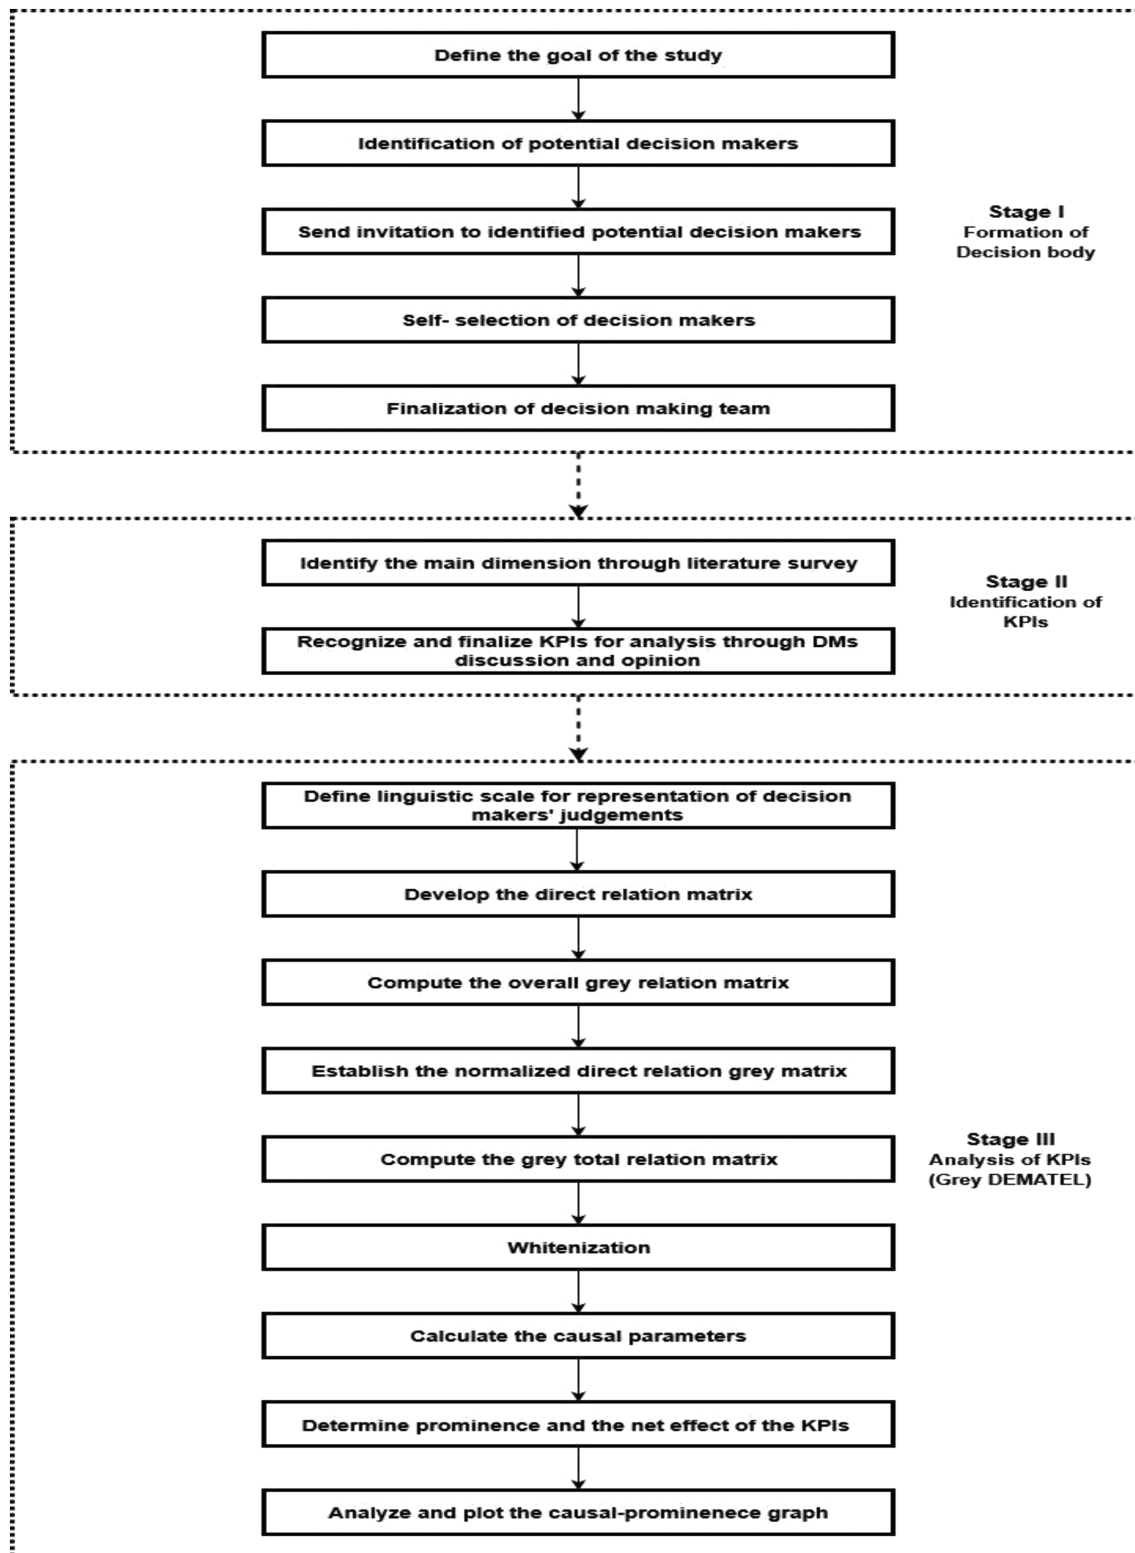 Define the goal of the study
Identification of potential decision makers
Send invitation to identified potential decision makers
Self- selection of decision makers
Finalization of decision making team
Stage I
Formation of
Decision body
Identify the main dimension through literature survey
Recognize and finalize KPIs for analysis through DMs
discussion and opinion
Stage II
Identification of
KPIs
Define linguistic scale for representation of decision
makers' judgements
Develop the direct relation matrix
Compute the overall grey relation matrix
Establish the normalized direct relation grey matrix
Compute the grey total relation matrix
Whitenization
Calculate the causal parameters
Determine prominence and the net effect of the KPIs
Analyze and plot the causal-prominenece graph
Stage III
Analysis of KPIs
(Grey DEMATEL)